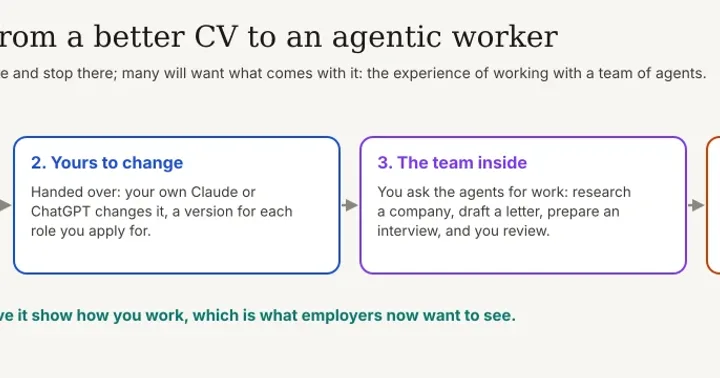 rom a better CV to an agentic worker
e and stop there; many will want what comes with it: the experience of working with a team of agents.
2. Yours to change
Handed over: your own Claude or
ChatGPT changes it, a version for each
role you apply for.
3. The team inside
You ask the agents for work: research
a company, draft a letter, prepare an
interview, and you review.
ve it show how you work, which is what employers now want to see.